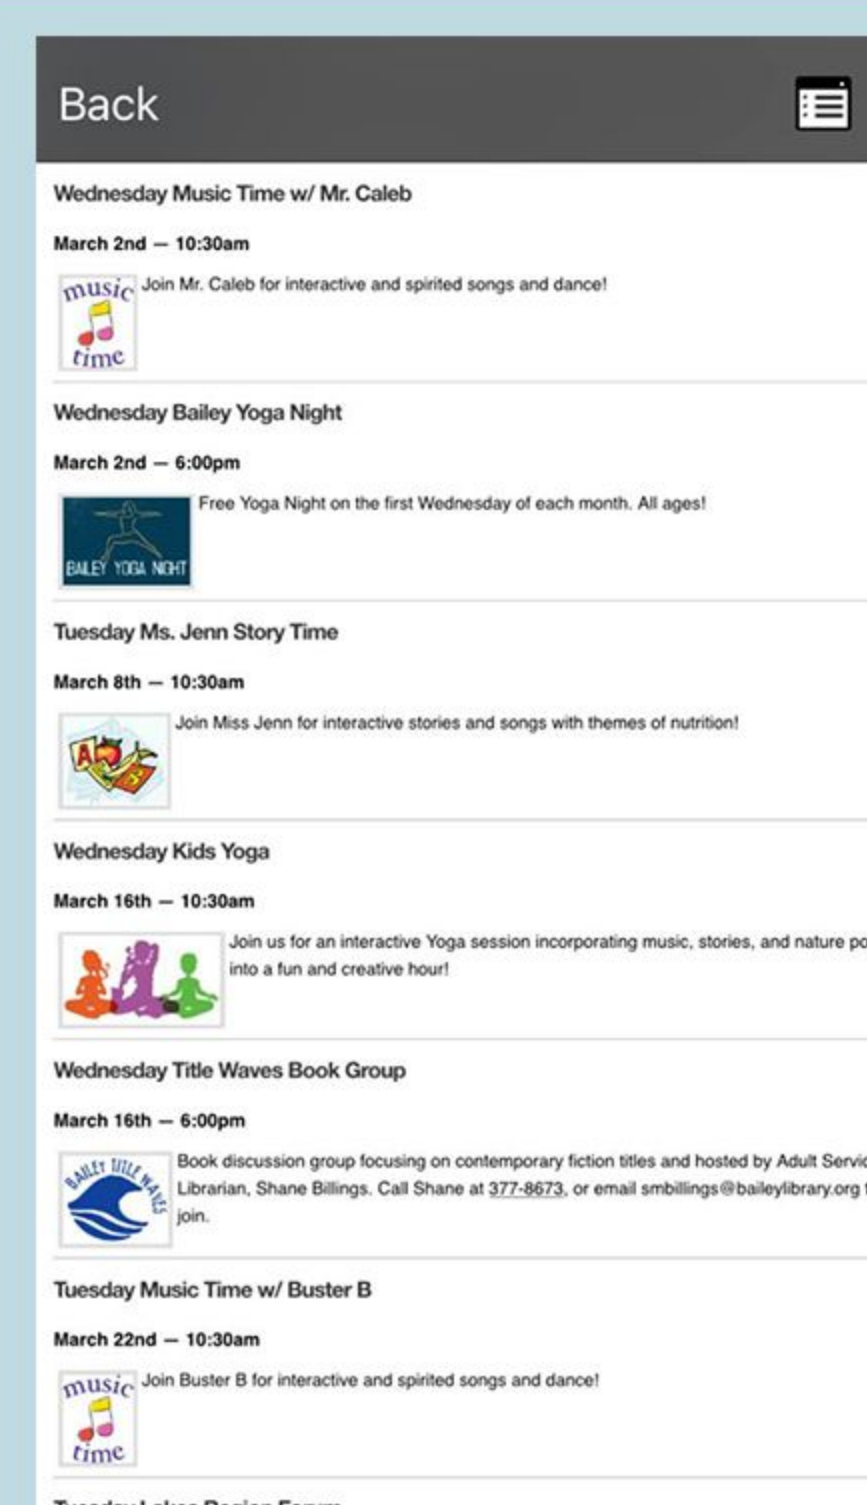 Back
Wednesday Music Time w/ Mr. Caleb
March 2nd — 10:30am
music
time
Join Mr. Caleb for interactive and spirited songs and dance!
Wednesday Bailey Yoga Night
March 2nd — 6:00pm
BAILEY YOGA NIGHT
Free Yoga Night on the first Wednesday of each month. All ages!
Tuesday Ms. Jenn Story Time
March 8th — 10:30am
A
Join Miss Jenn for interactive stories and songs with themes of nutrition!
Wednesday Kids Yoga
March 16th — 10:30am
Join us for an interactive Yoga session incorporating music, stories, and nature
into a fun and creative hour!
Wednesday Title Waves Book Group
March 16th — 6:00pm
BAILEY TITLE WAVES
Book discussion group focusing on contemporary fiction titles and hosted by Adult
Librarian, Shane Billings. Call Shane at 377-8673, or email smbillings@baileylibrary.org
join.
Tuesday Music Time w/ Buster B
March 22nd — 10:30am
music
time
Join Buster B for interactive and spirited songs and dance!
Tuesday Lakes Region Forum